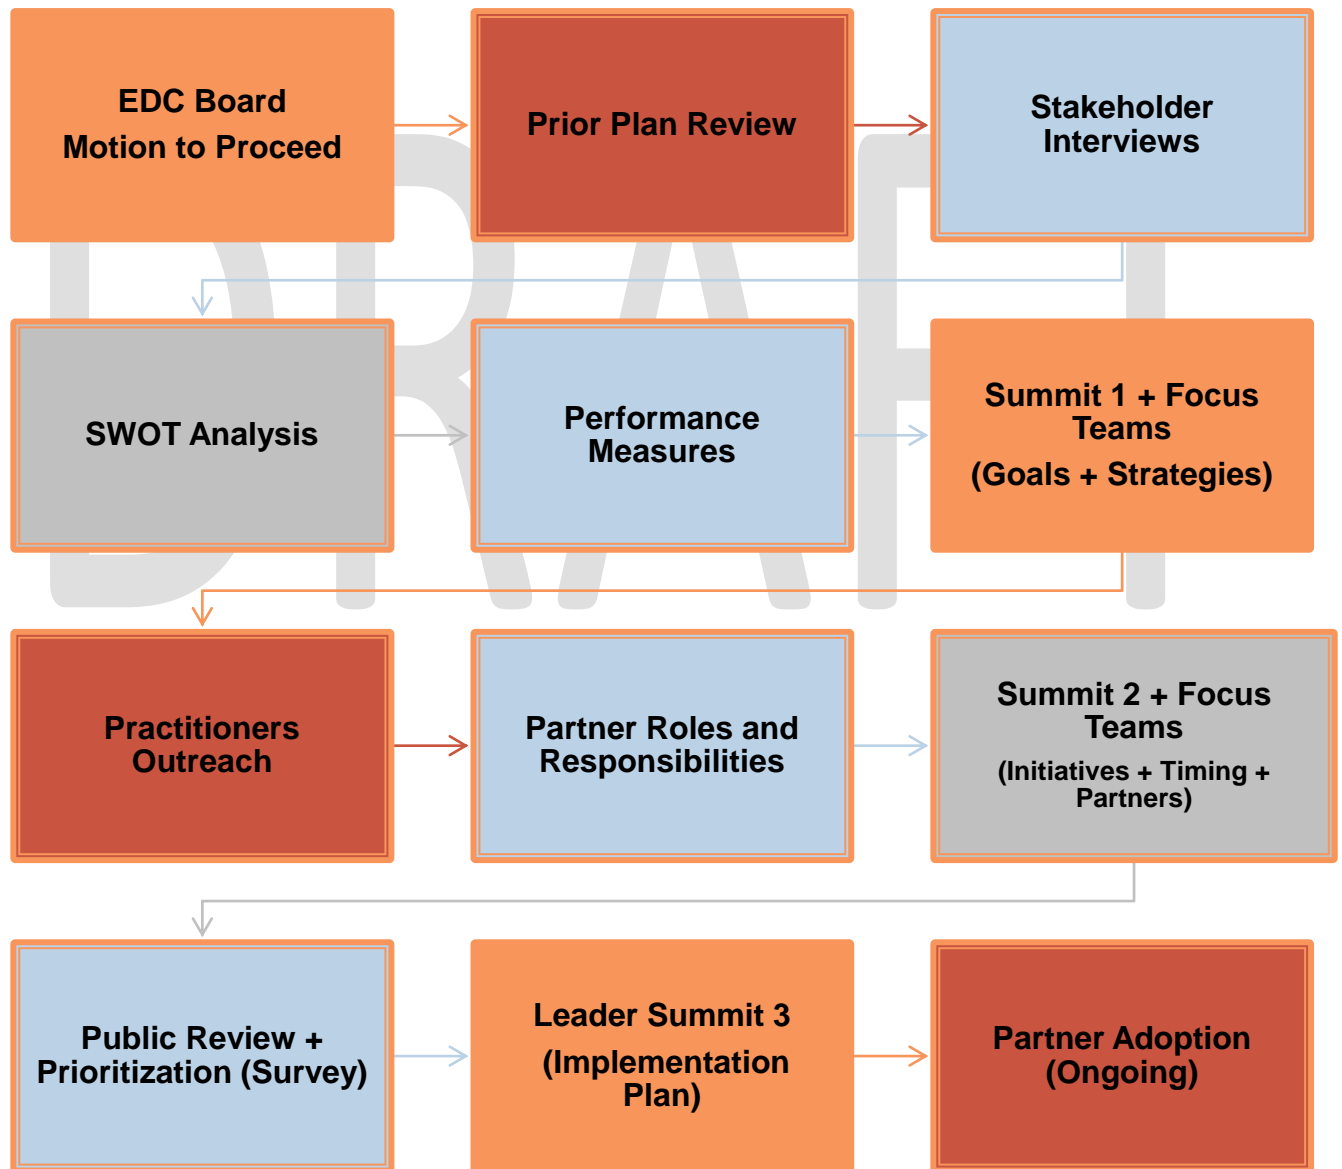 EDC Board
Motion to Proceed
Prior Plan Review
Stakeholder
Interviews
SWOT Analysis
Performance
Measures
Summit 1 + Focus
Teams
(Goals + Strategies)
Practitioners
Outreach
Partner Roles and
Responsibilities
Summit 2 + Focus
Teams
(Initiatives + Timing +
Partners)
Public Review +
Prioritization (Survey)
Leader Summit 3
(Implementation
Plan)
Partner Adoption
(Ongoing)
DRAFT